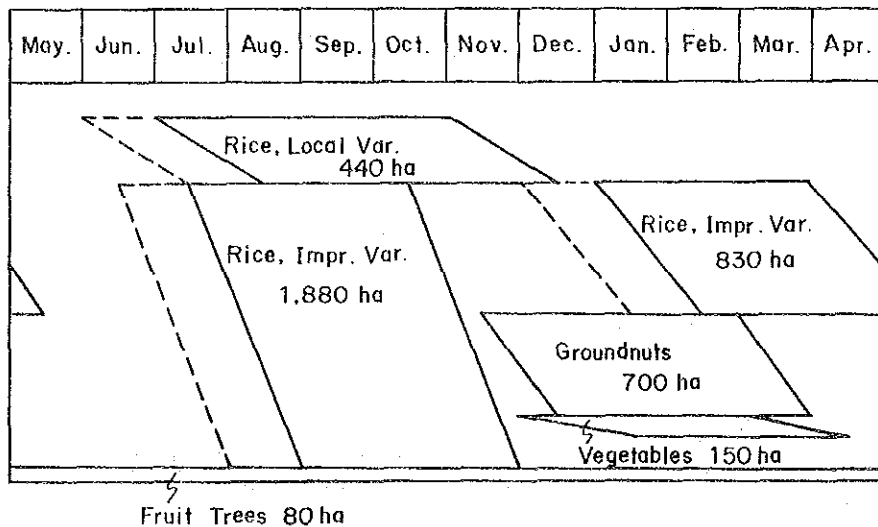 May. Jun. Jul. Aug. Sep. Oct. Nov. Dec. Jan. Feb. Mar. Apr.
Rice, Local Var.
440 ha
Rice, Impr. Var.
830 ha
Rice, Impr. Var.
1,880 ha
Groundnuts
700 ha
Vegetables 150 ha
Fruit Trees 80 ha